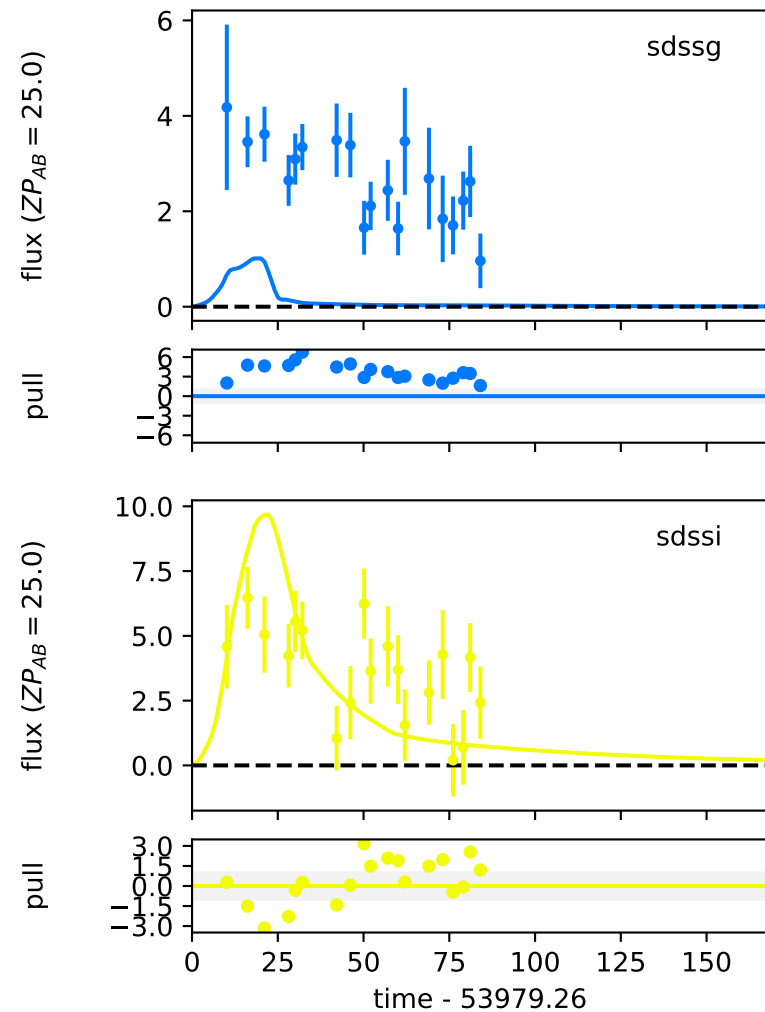 6
sdssg
4
flux (ZP_AB = 25.0)
2
0
6
3
pull
0
−3
−6
10.0
sdssi
7.5
flux (ZP_AB = 25.0)
5.0
2.5
0.0
3.0
1.5
pull
0.0
−1.5
−3.0
0 25 50 75 100 125 150
time - 53979.26